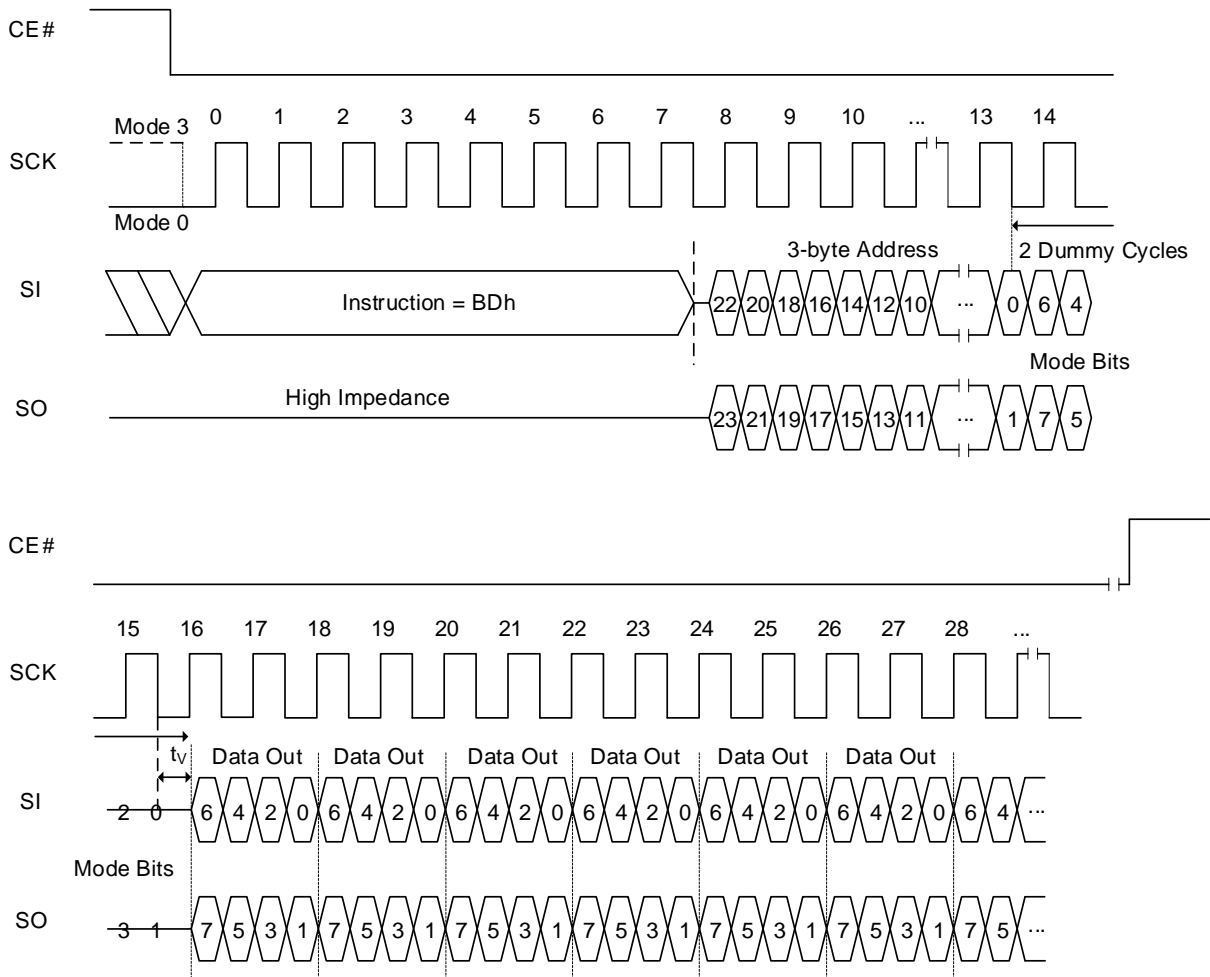 CE#
0 1 2 3 4 5 6 7 8 9 10 ... 13 14
Mode 3
SCK
Mode 0
3-byte Address 2 Dummy Cycles
SI Instruction = BDh 22 20 18 16 14 12 10 ... 0 6 4
Mode Bits
SO High Impedance 23 21 19 17 15 13 11 ... 1 7 5
CE#
15 16 17 18 19 20 21 22 23 24 25 26 27 28 ...
SCK
tV Data Out Data Out Data Out Data Out Data Out Data Out
SI 2 0 6 4 2 0 6 4 2 0 6 4 2 0 6 4 2 0 6 4 2 0 6 4 2 0 6 4 ...
Mode Bits
SO 3 1 7 5 3 1 7 5 3 1 7 5 3 1 7 5 3 1 7 5 3 1 7 5 3 1 7 5 ...